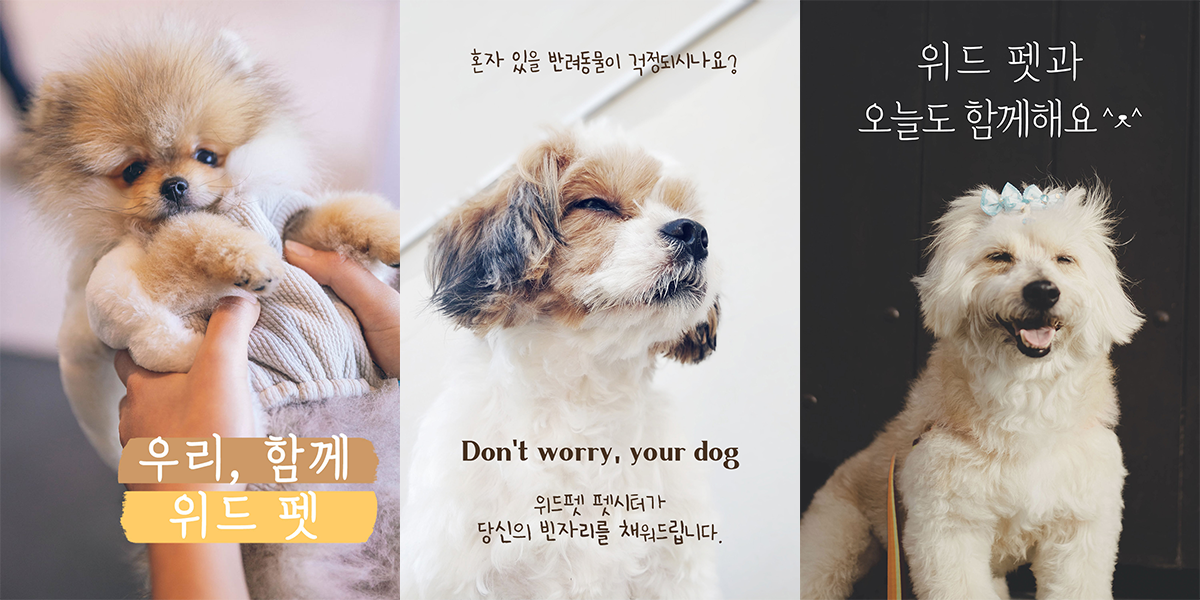 우리, 함께
위드 펫
혼자 있을 반려동물이 걱정되시나요?
Don't worry, your dog
위드펫 펫시터가
당신의 빈자리를 채워드립니다.
위드 펫과
오늘도 함께해요^ᴥ^